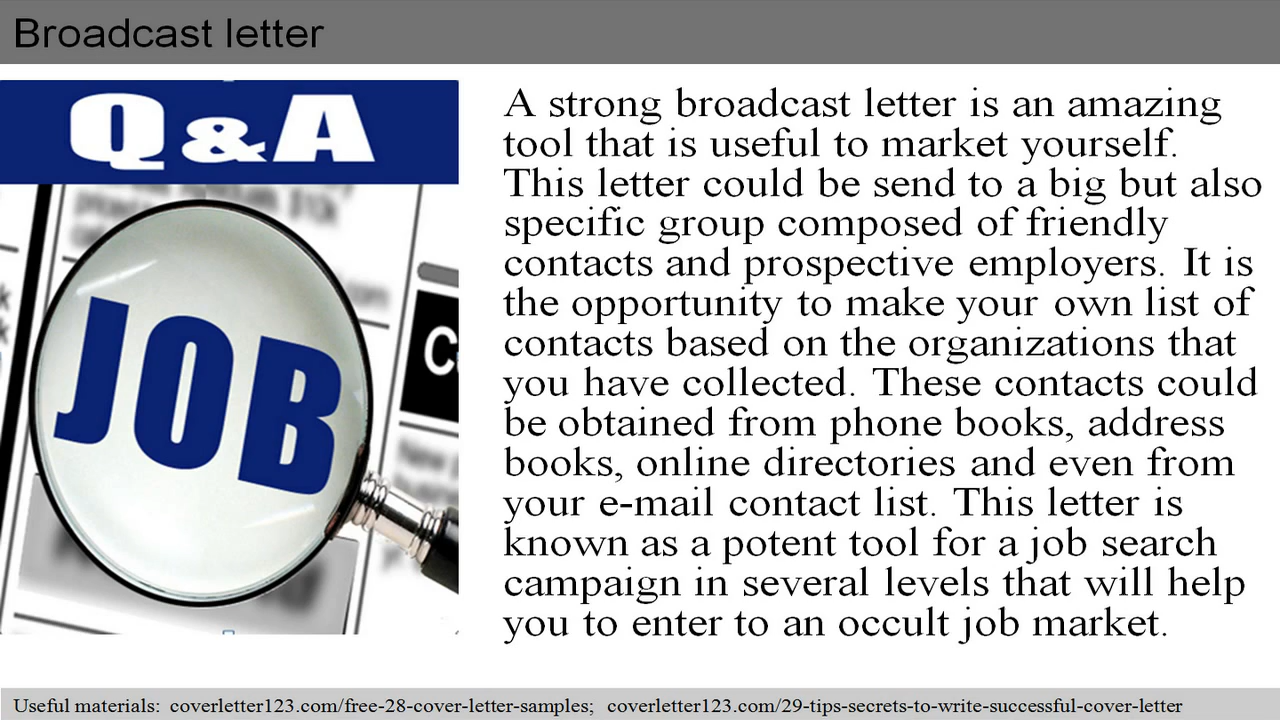 Broadcast letter
Q&A
JOB
C
A strong broadcast letter is an amazing
tool that is useful to market yourself.
This letter could be send to a big but also
specific group composed of friendly
contacts and prospective employers. It is
the opportunity to make your own list of
contacts based on the organizations that
you have collected. These contacts could
be obtained from phone books, address
books, online directories and even from
your e-mail contact list. This letter is
known as a potent tool for a job search
campaign in several levels that will help
you to enter to an occult job market.
Useful materials: coverletter123.com/free-28-cover-letter-samples; coverletter123.com/29-tips-secrets-to-write-successful-cover-letter